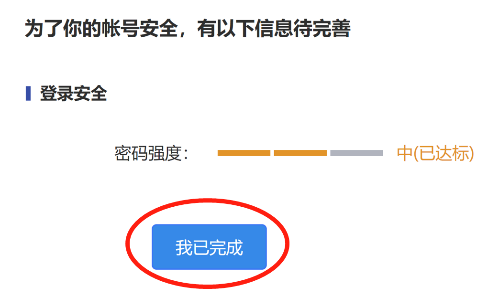 为了你的帐号安全，有以下信息待完善
登录安全
密码强度： 中(已达标)
我已完成